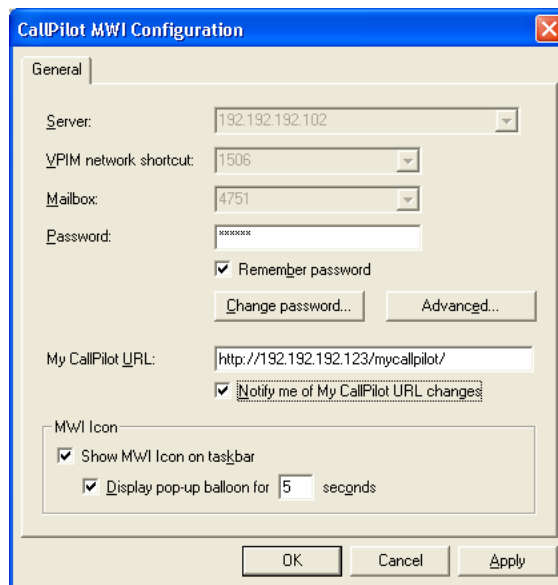 CallPilot MWI Configuration
General
Server: 192.192.192.102
VPIM network shortcut: 1506
Mailbox: 4751
Password: ××××××
Remember password
Change password... Advanced...
My CallPilot URL: http://192.192.192.123/mycallpilot/
Notify me of My CallPilot URL changes
MWI Icon
Show MWI Icon on taskbar
Display pop-up balloon for 5 seconds
OK Cancel Apply